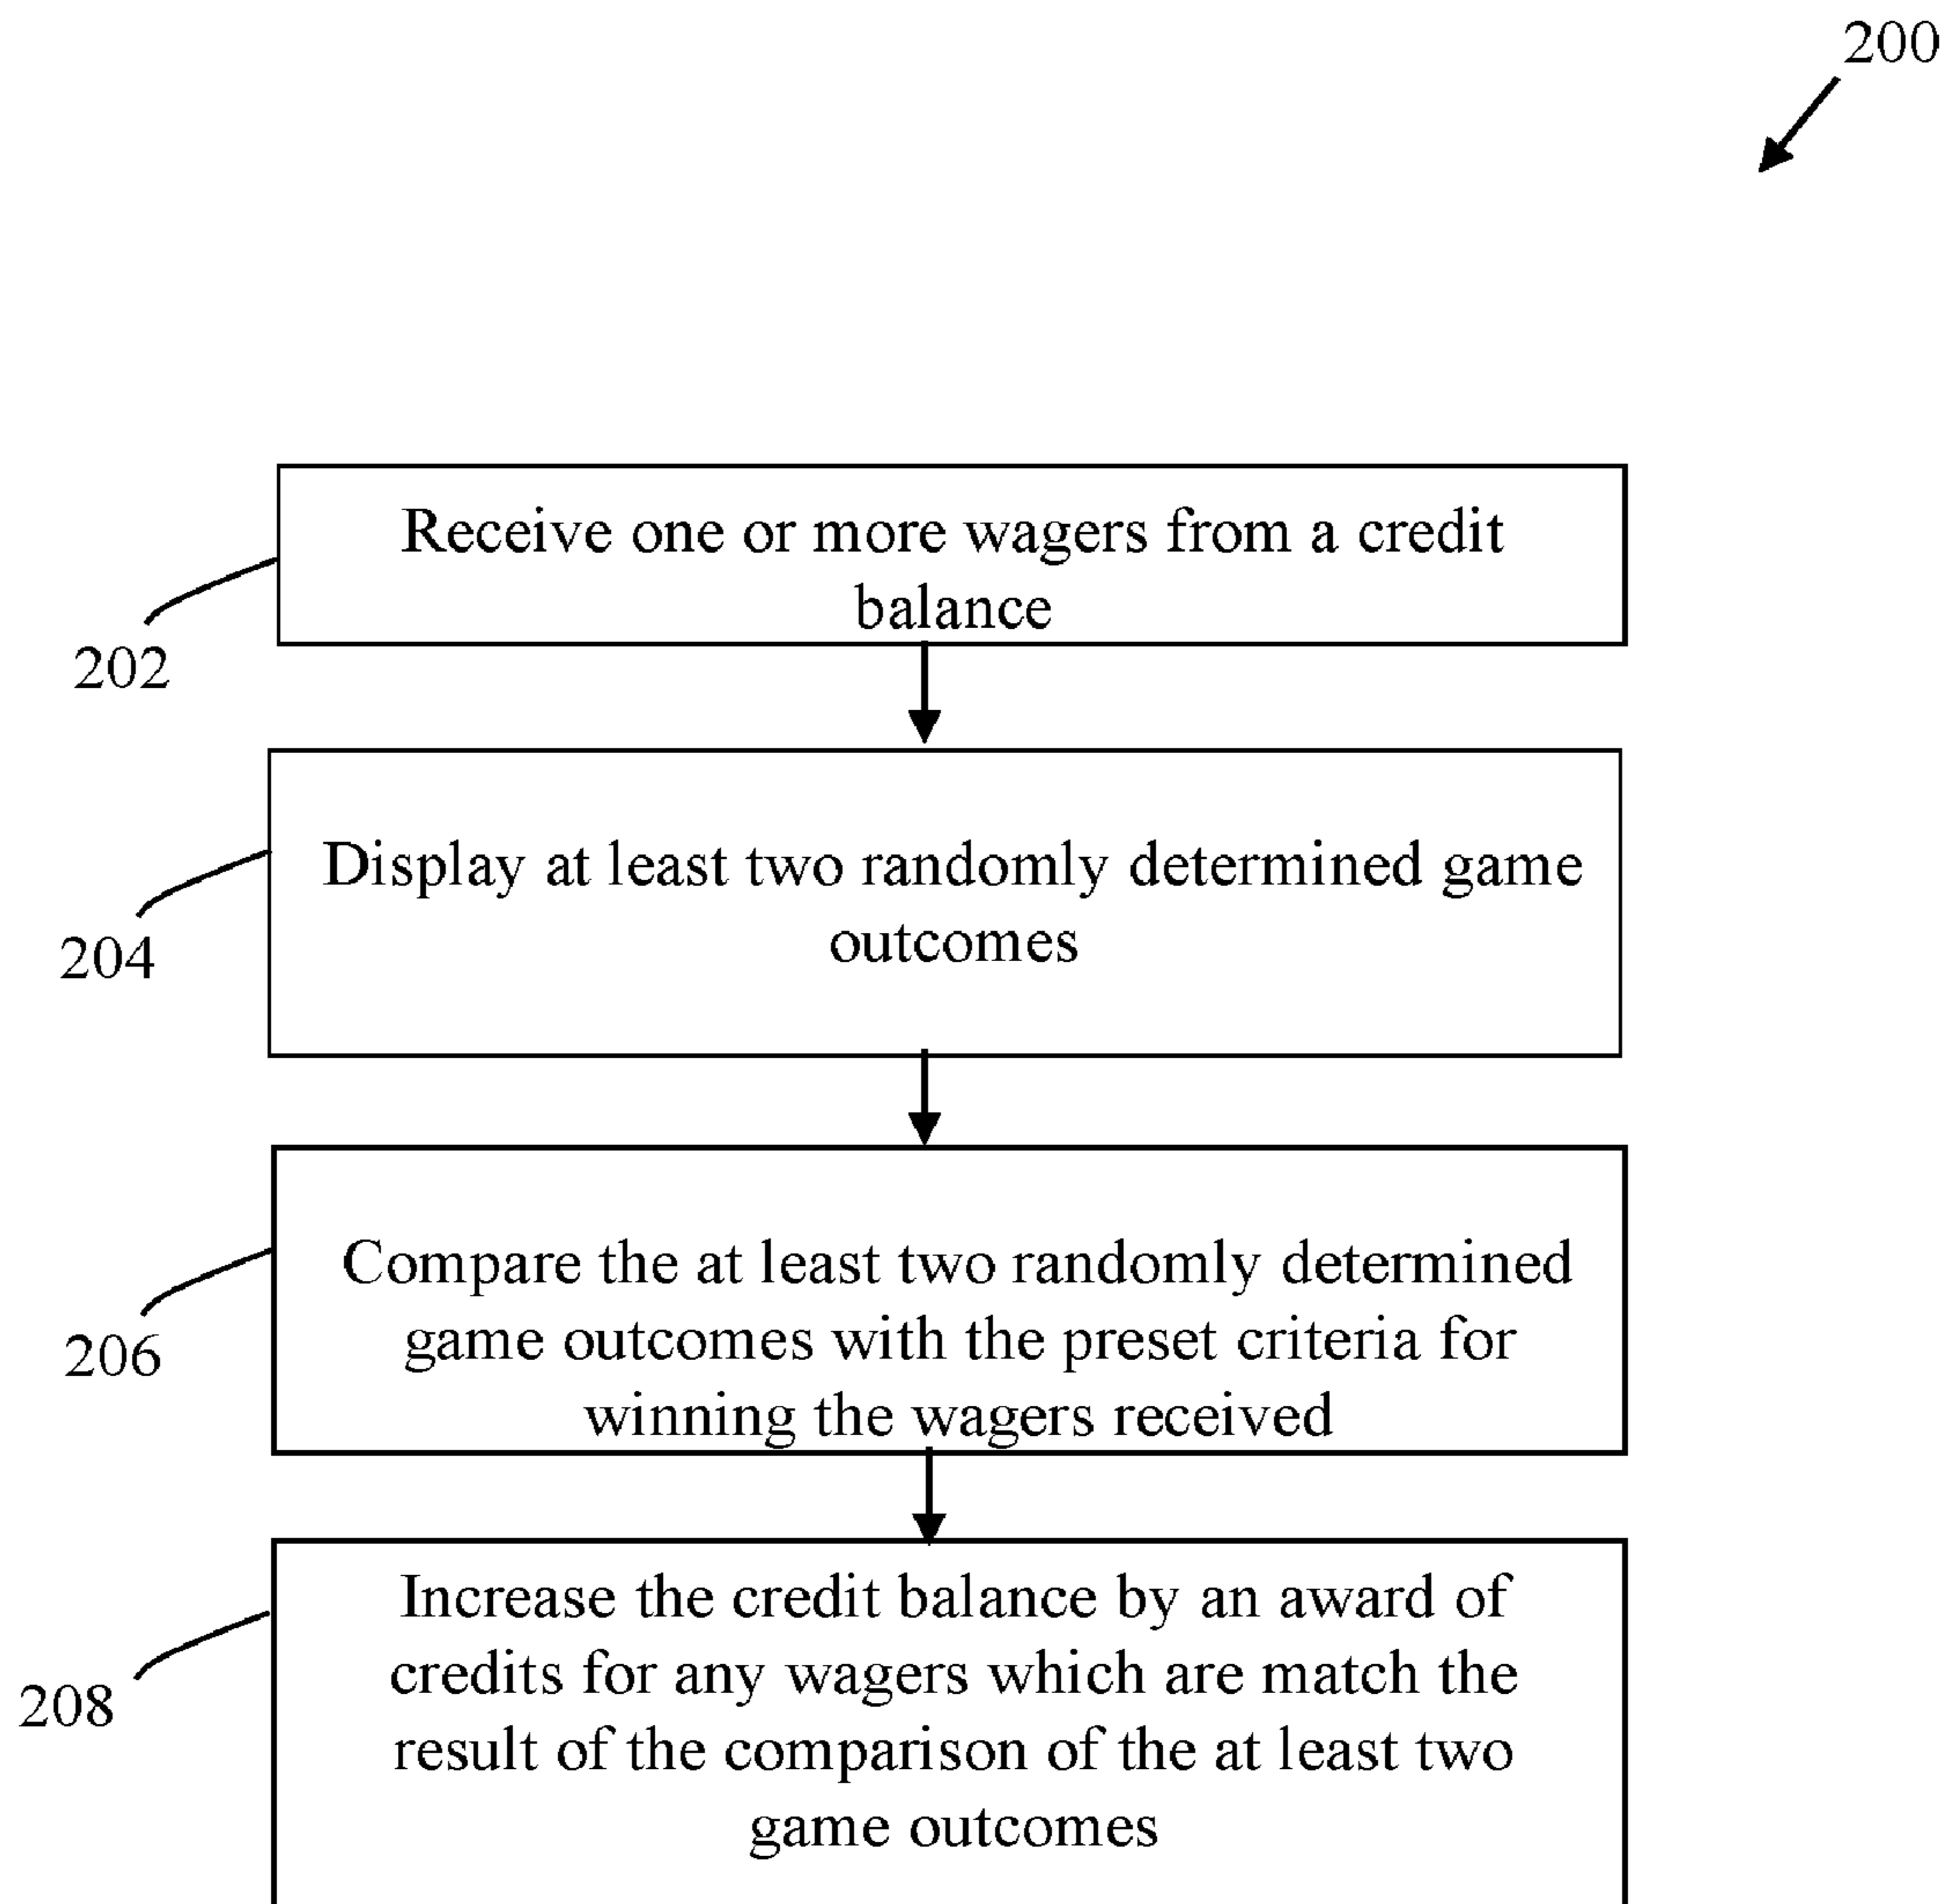 200
Receive one or more wagers from a credit
balance
202
Display at least two randomly determined game
outcomes
204
Compare the at least two randomly determined
game outcomes with the preset criteria for
winning the wagers received
206
Increase the credit balance by an award of
credits for any wagers which are match the
result of the comparison of the at least two
game outcomes
208